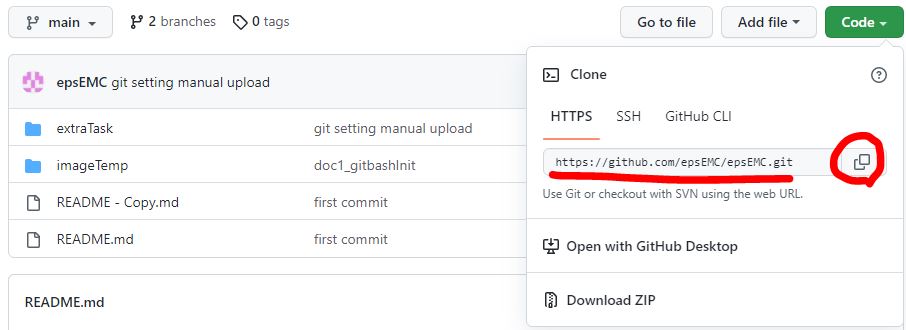 main 2 branches 0 tags Go to file Add file Code
epsEMC git setting manual upload
extraTask git setting manual upload
imageTemp doc1_gitbashInit
README - Copy.md first commit
README.md first commit
README.md
Clone
HTTPS SSH GitHub CLI
https://github.com/epsEMC/epsEMC.git
Use Git or checkout with SVN using the web URL.
Open with GitHub Desktop
Download ZIP